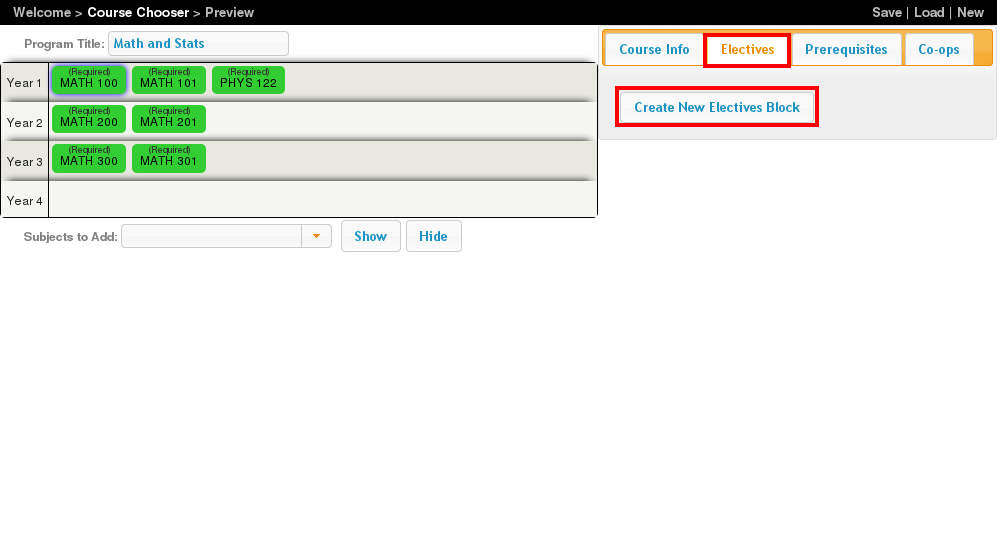 Welcome > Course Chooser > Preview
Save | Load | New
Program Title: Math and Stats
Course Info Electives Prerequisites Co-ops
Create New Electives Block
Year 1
(Required)
MATH 100
(Required)
MATH 101
(Required)
PHYS 122
Year 2
(Required)
MATH 200
(Required)
MATH 201
Year 3
(Required)
MATH 300
(Required)
MATH 301
Year 4
Subjects to Add: Show Hide